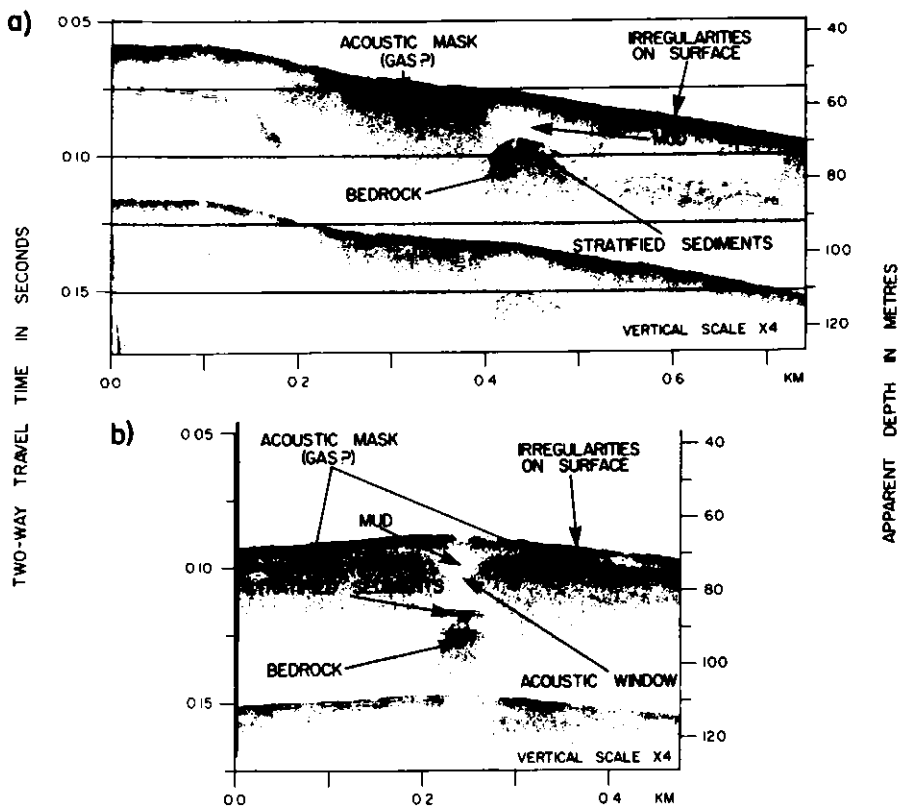 a)
TWO-WAY TRAVEL TIME IN SECONDS
APPARENT DEPTH IN METRES
0.05
0.10
0.15
40
60
80
100
120
ACOUSTIC MASK
(GAS?)
IRREGULARITIES
ON SURFACE
MUD
BEDROCK
STRATIFIED SEDIMENTS
VERTICAL SCALE X4
0.0
0.2
0.4
0.6
KM
b)
0.05
0.10
0.15
40
60
80
100
120
ACOUSTIC MASK
(GAS?)
IRREGULARITIES
ON SURFACE
MUD
BEDROCK
ACOUSTIC WINDOW
VERTICAL SCALE X4
0.0
0.2
0.4
KM